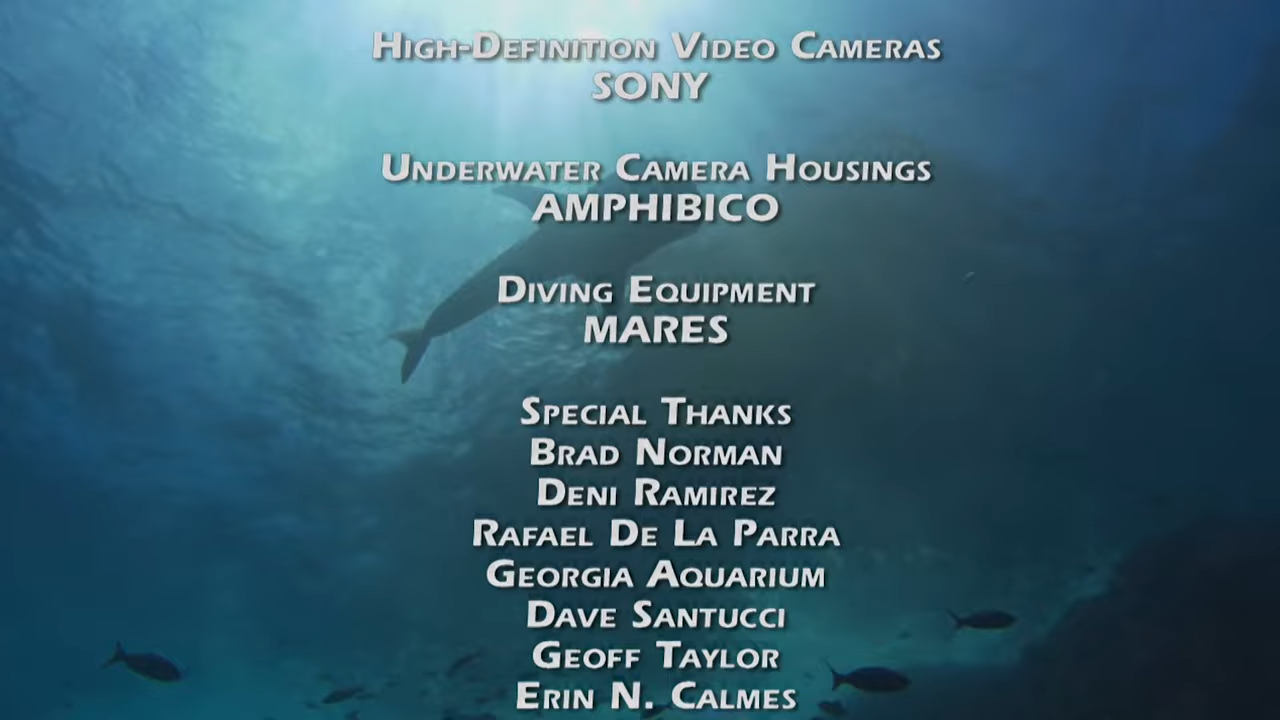 High-Definition Video Cameras
SONY
Underwater Camera Housings
AMPHIBICO
Diving Equipment
MARES
Special Thanks
Brad Norman
Deni Ramirez
Rafael De La Parra
Georgia Aquarium
Dave Santucci
Geoff Taylor
Erin N. Calmes